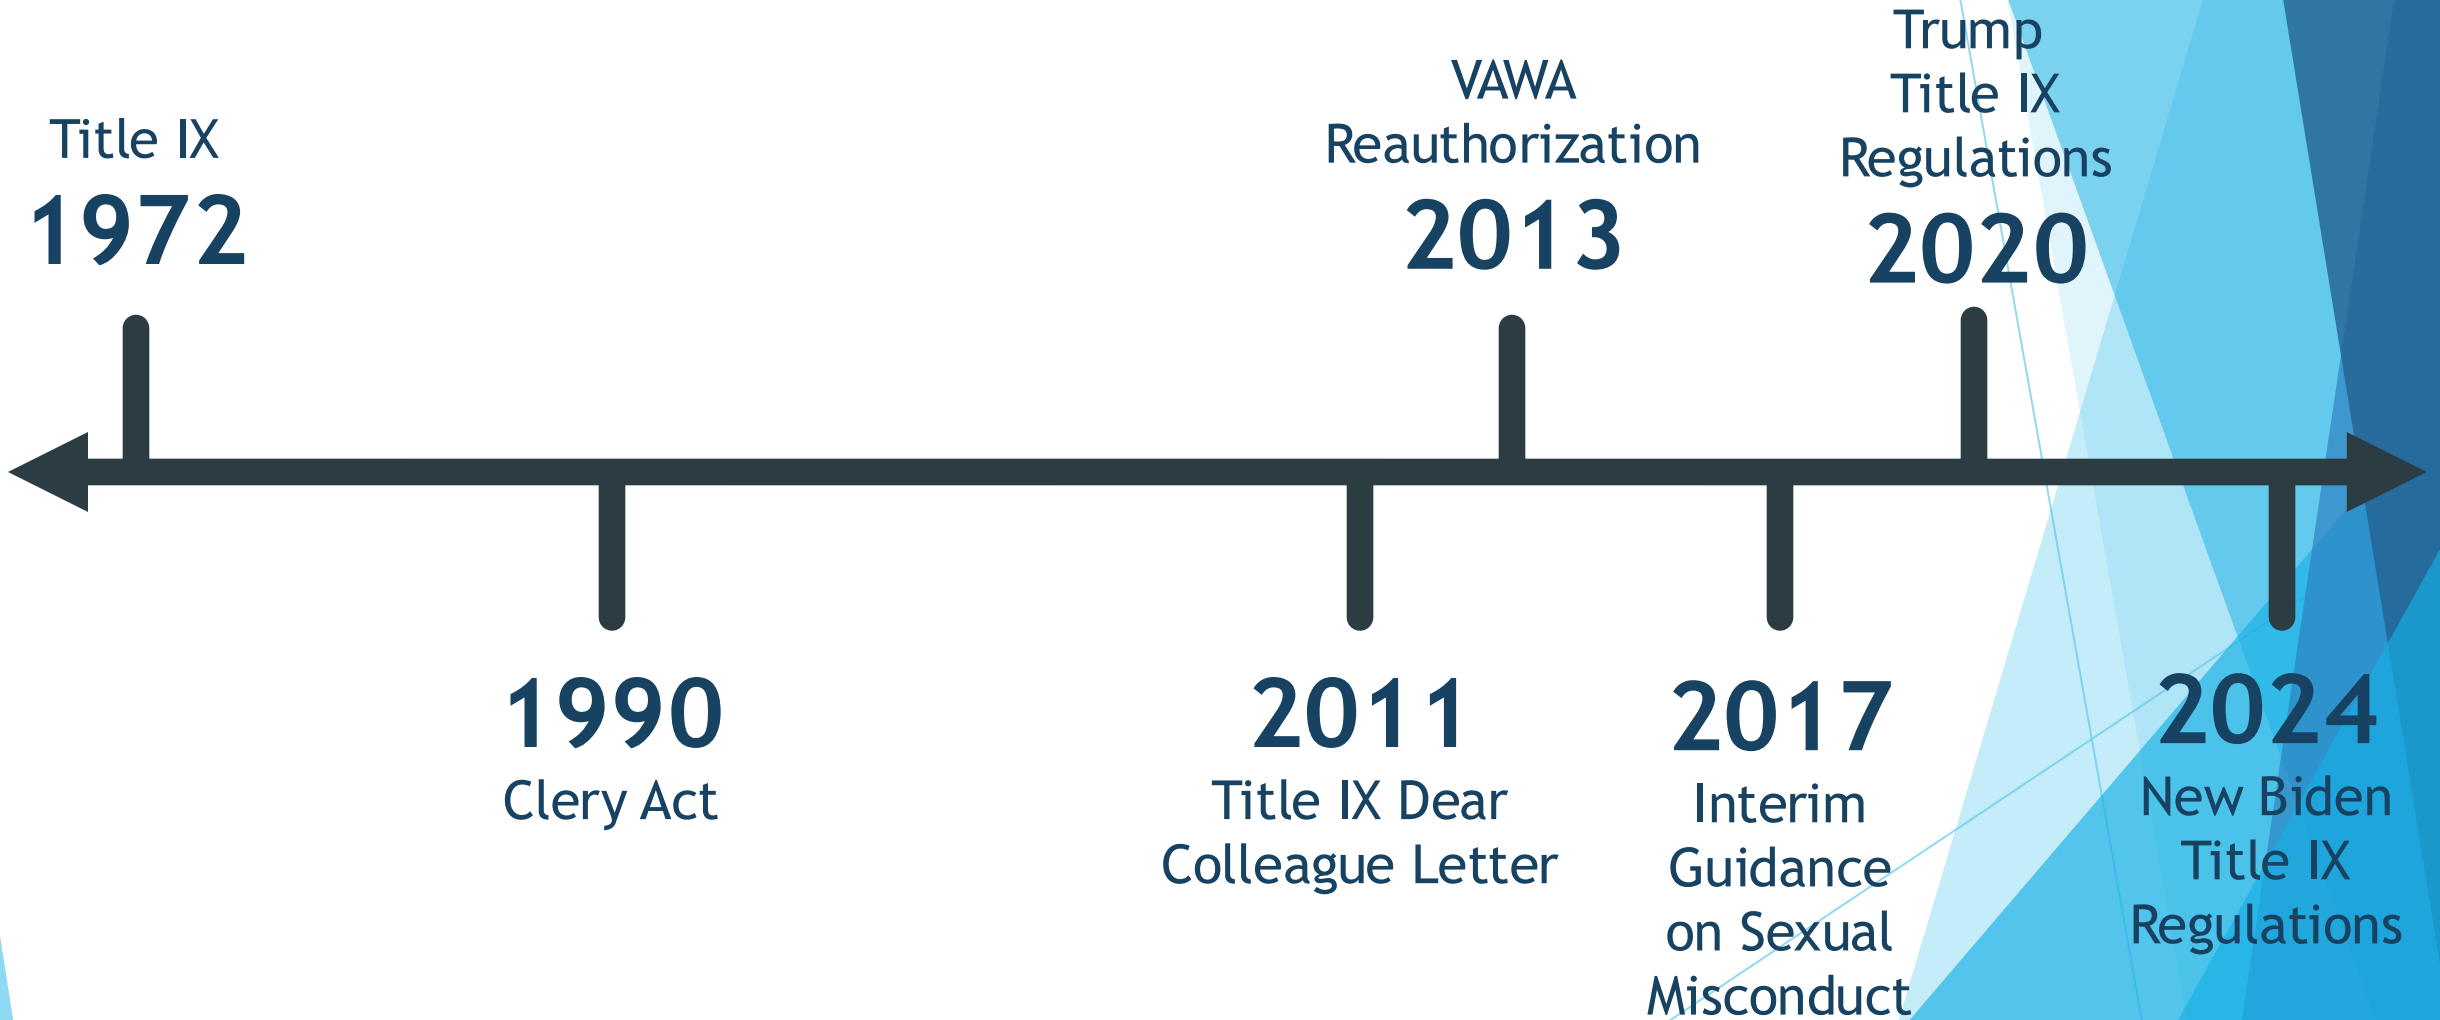 Title IX
1972
1990
Clery Act
2011
Title IX Dear
Colleague Letter
VAWA
Reauthorization
2013
2017
Interim
Guidance
on Sexual
Misconduct
Trump
Title IX
Regulations
2020
2024
New Biden
Title IX
Regulations